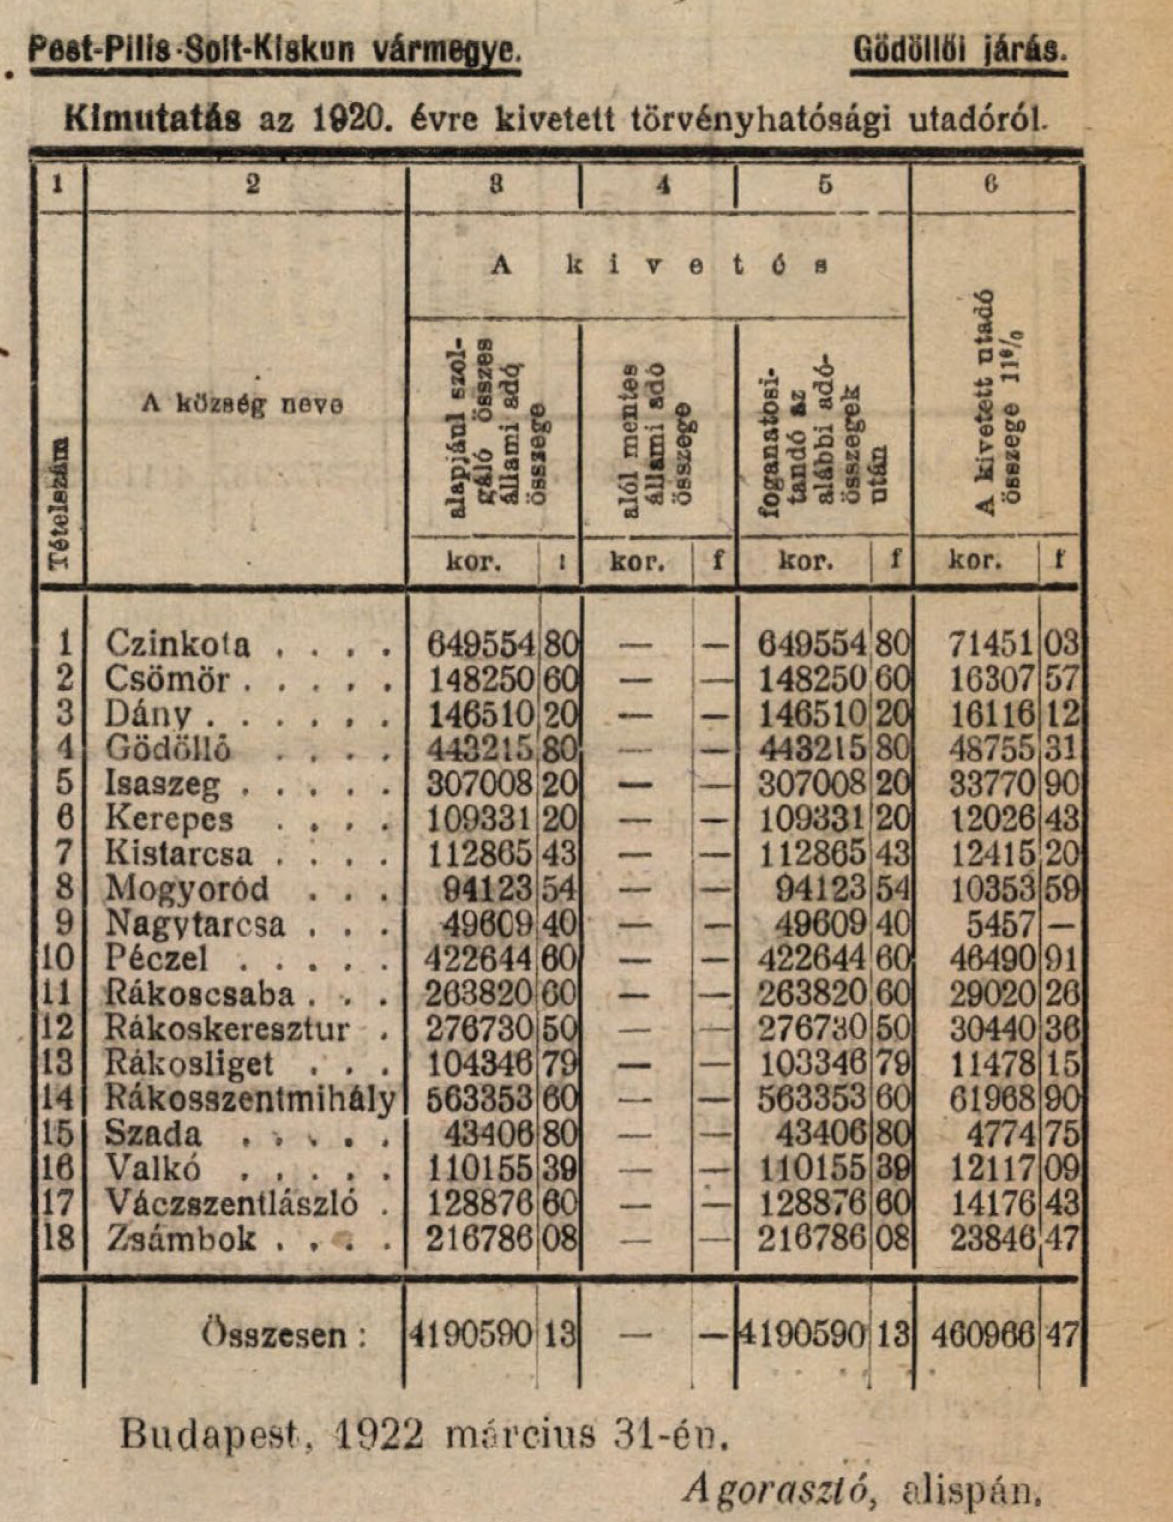 Pest-Pilis-Solt-Kiskun vármegye. Gödöllői járás.
Kimutatás az 1920. évre kivetett törvényhatósági utadóról.
1 2 3 4 5 6
Tételszám
A község neve
A kivetés
alapjául szol-
gáló összes
állami adó
összege
alól mentes
állami adó
összege
foganatosi-
tandó az
alábbi adó-
összegek
után
A kivetett utadó
összege 11%
kor. f kor. f kor. f kor. f
1 Czinkota . . . . 649554 80 — — 649554 80 71451 03
2 Csömör . . . . . 148250 60 — — 148250 60 16307 57
3 Dány . . . . . . 146510 20 — — 146510 20 16116 12
4 Gödöllő . . . . 443215 80 — — 443215 80 48755 31
5 Isaszeg . . . . . 307008 20 — — 307008 20 33770 90
6 Kerepes . . . . 109331 20 — — 109331 20 12026 43
7 Kistarcsa . . . . 112865 43 — — 112865 43 12415 20
8 Mogyoród . . . 94123 54 — — 94123 54 10353 59
9 Nagytarcsa . . . 49609 40 — — 49609 40 5457 —
10 Péczel . . . . . 422644 60 — — 422644 60 46490 91
11 Rákoscsaba . . . 263820 60 — — 263820 60 29020 26
12 Rákoskeresztur . 276730 50 — — 276730 50 30440 36
13 Rákosliget . . . 104346 79 — — 103346 79 11478 15
14 Rákosszentmihály 563353 60 — — 563353 60 61968 90
15 Szada . . . . . 43406 80 — — 43406 80 4774 75
16 Valkó . . . . . 110155 39 — — 110155 39 12117 09
17 Váczszentlászló . 128876 60 — — 128876 60 14176 43
18 Zsámbok . . . . 216786 08 — — 216786 08 23846 47
Összesen : 4190590 13 — — 4190590 13 460966 47
Budapest, 1922 március 31-én.
Agorasztó, alispán.